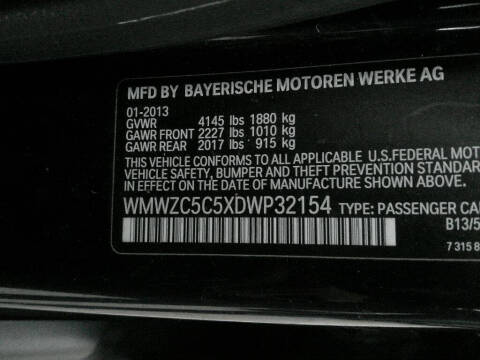 MFD BY BAYERISCHE MOTOREN WERKE AG
01-2013
GVWR 4145 lbs 1880 kg
GAWR FRONT 2227 lbs 1010 kg
GAWR REAR 2017 lbs 915 kg
THIS VEHICLE CONFORMS TO ALL APPLICABLE U.S.FEDERAL MOT
VEHICLE SAFETY, BUMPER AND THEFT PREVENTION STANDARD
IN EFFECT ON THE DATE OF MANUFACTURE SHOWN ABOVE.
WMWZC5C5XDWP32154 TYPE: PASSENGER CA
B13/5
7 315 8